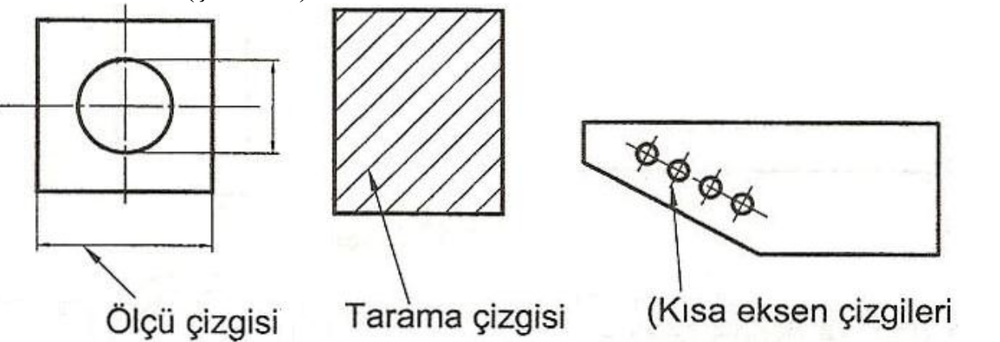 Ölçü çizgisi
Tarama çizgisi
(Kısa eksen çizgileri